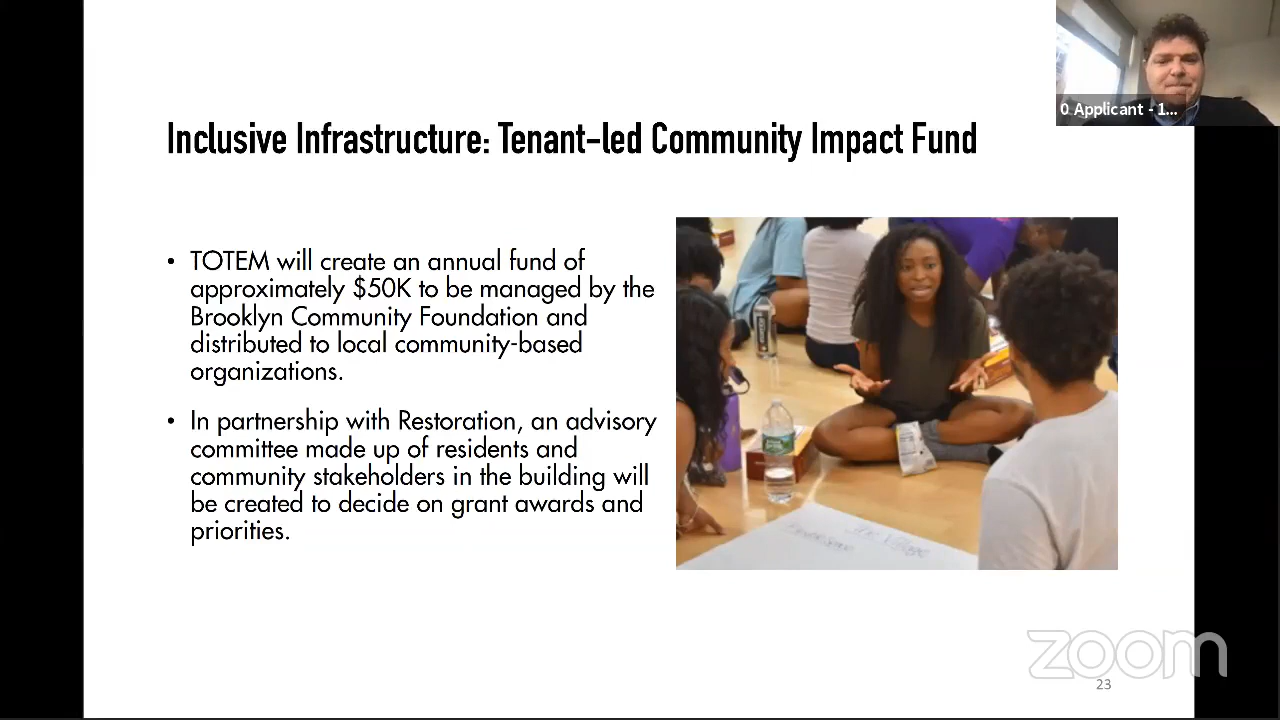 0 Applicant - 1...
Inclusive Infrastructure: Tenant-led Community Impact Fund
• TOTEM will create an annual fund of
approximately $50K to be managed by the
Brooklyn Community Foundation and
distributed to local community-based
organizations.
• In partnership with Restoration, an advisory
committee made up of residents and
community stakeholders in the building will
be created to decide on grant awards and
priorities.
Village
zoom
23